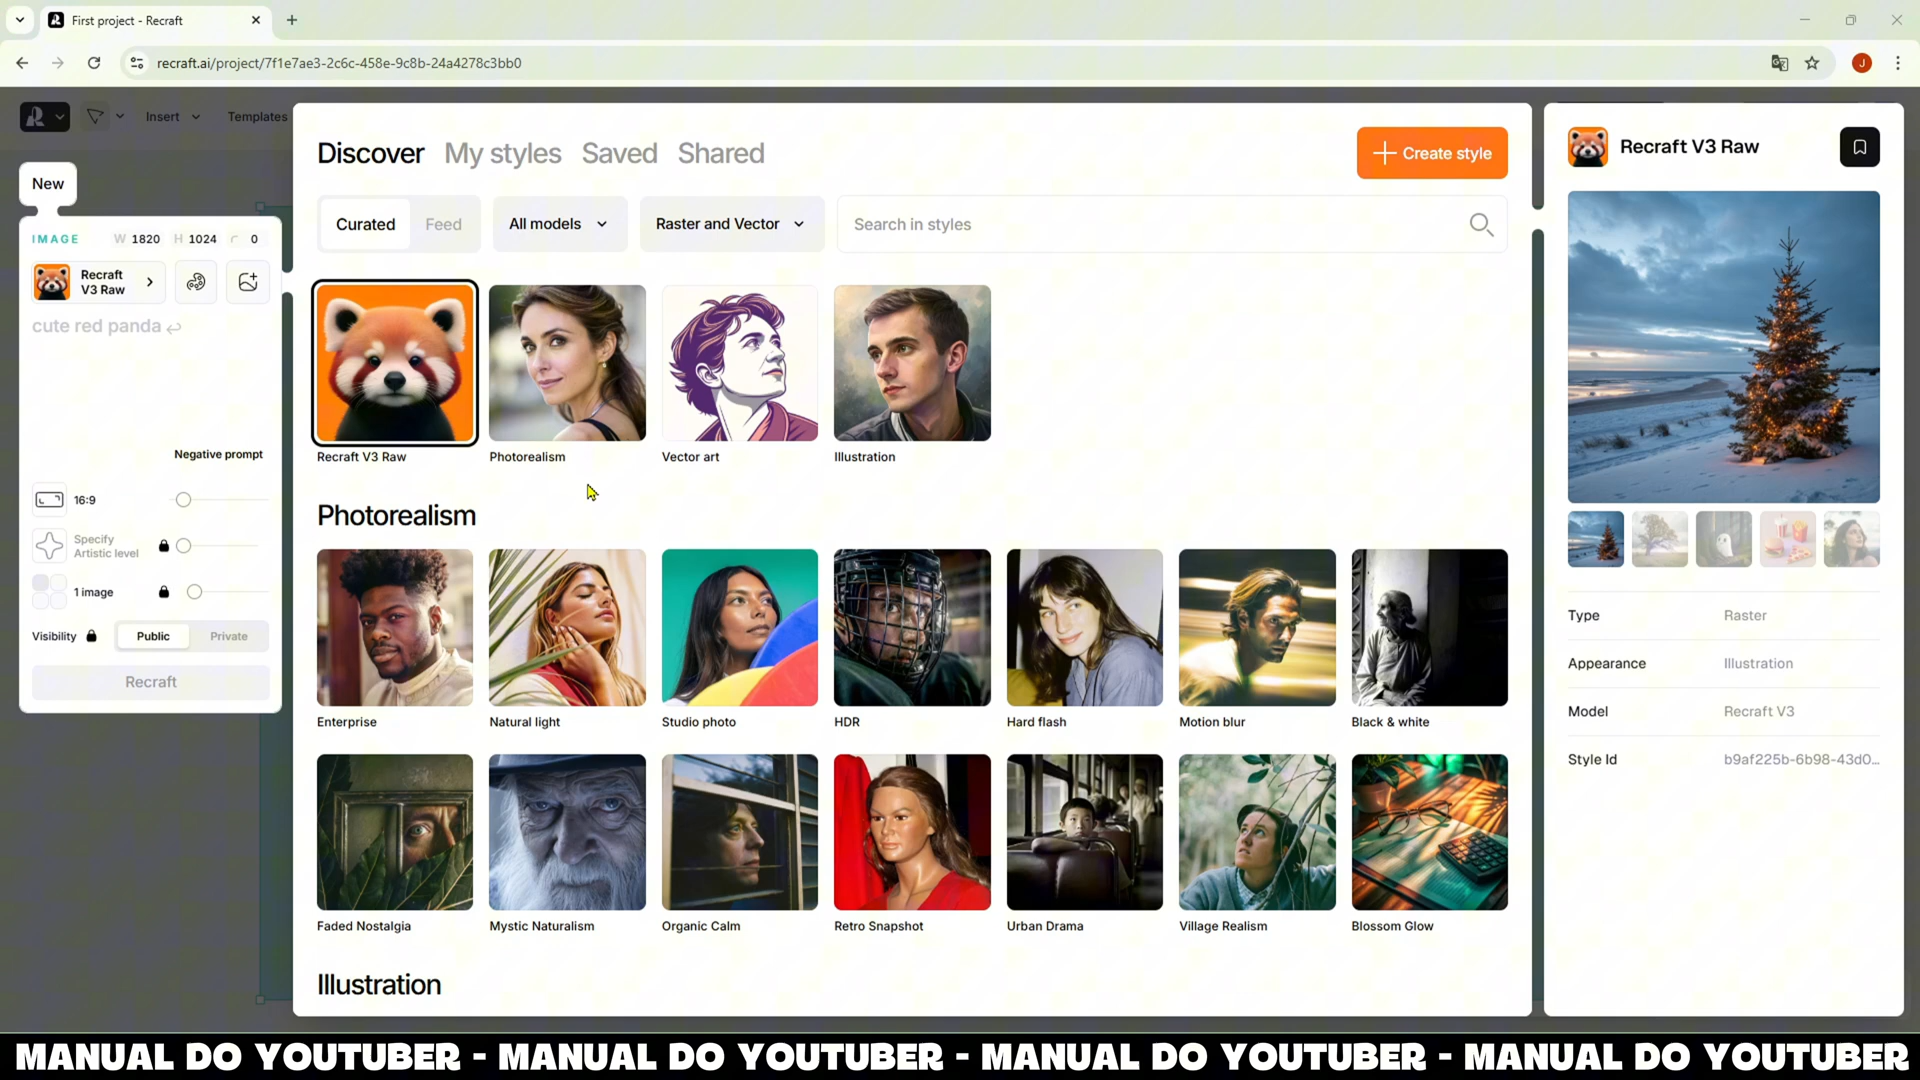 First project - Recraft
recraft.ai/project/7f1e7ae3-2c6c-458e-9c8b-24a4278c3bb0
J
Insert
Templates
New
IMAGE W 1820 H 1024 0
Recraft
V3 Raw
cute red panda
Negative prompt
16:9
Specify
Artistic level
1 image
Visibility Public Private
Recraft
Discover My styles Saved Shared
Create style
Curated Feed All models Raster and Vector Search in styles
Recraft V3 Raw Photorealism Vector art Illustration
Photorealism
Enterprise Natural light Studio photo HDR Hard flash Motion blur Black & white
Faded Nostalgia Mystic Naturalism Organic Calm Retro Snapshot Urban Drama Village Realism Blossom Glow
Illustration
Recraft V3 Raw
Type Raster
Appearance Illustration
Model Recraft V3
Style Id b9af225b-6b98-43d0...
MANUAL DO YOUTUBER - MANUAL DO YOUTUBER - MANUAL DO YOUTUBER - MANUAL DO YOUTUBER